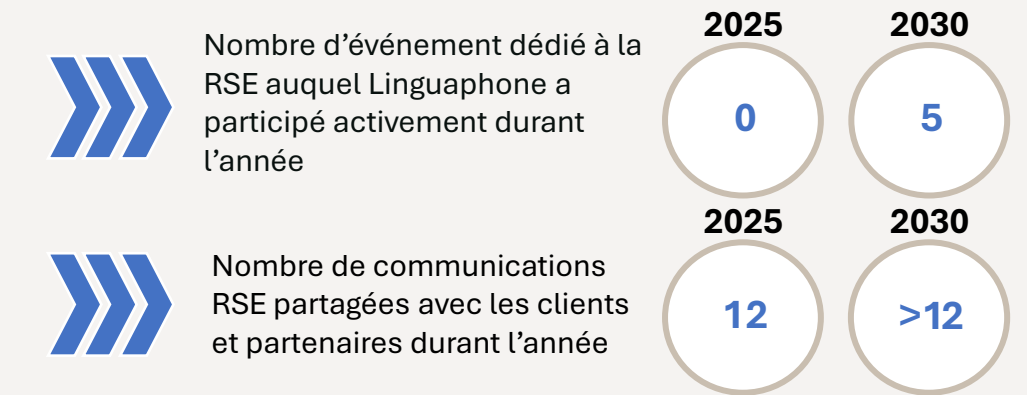 2025 2030
Nombre d'événement dédié à la
RSE auquel Linguaphone a
participé activement durant
l'année
0 5
2025 2030
Nombre de communications
RSE partagées avec les clients
et partenaires durant l'année
12 >12